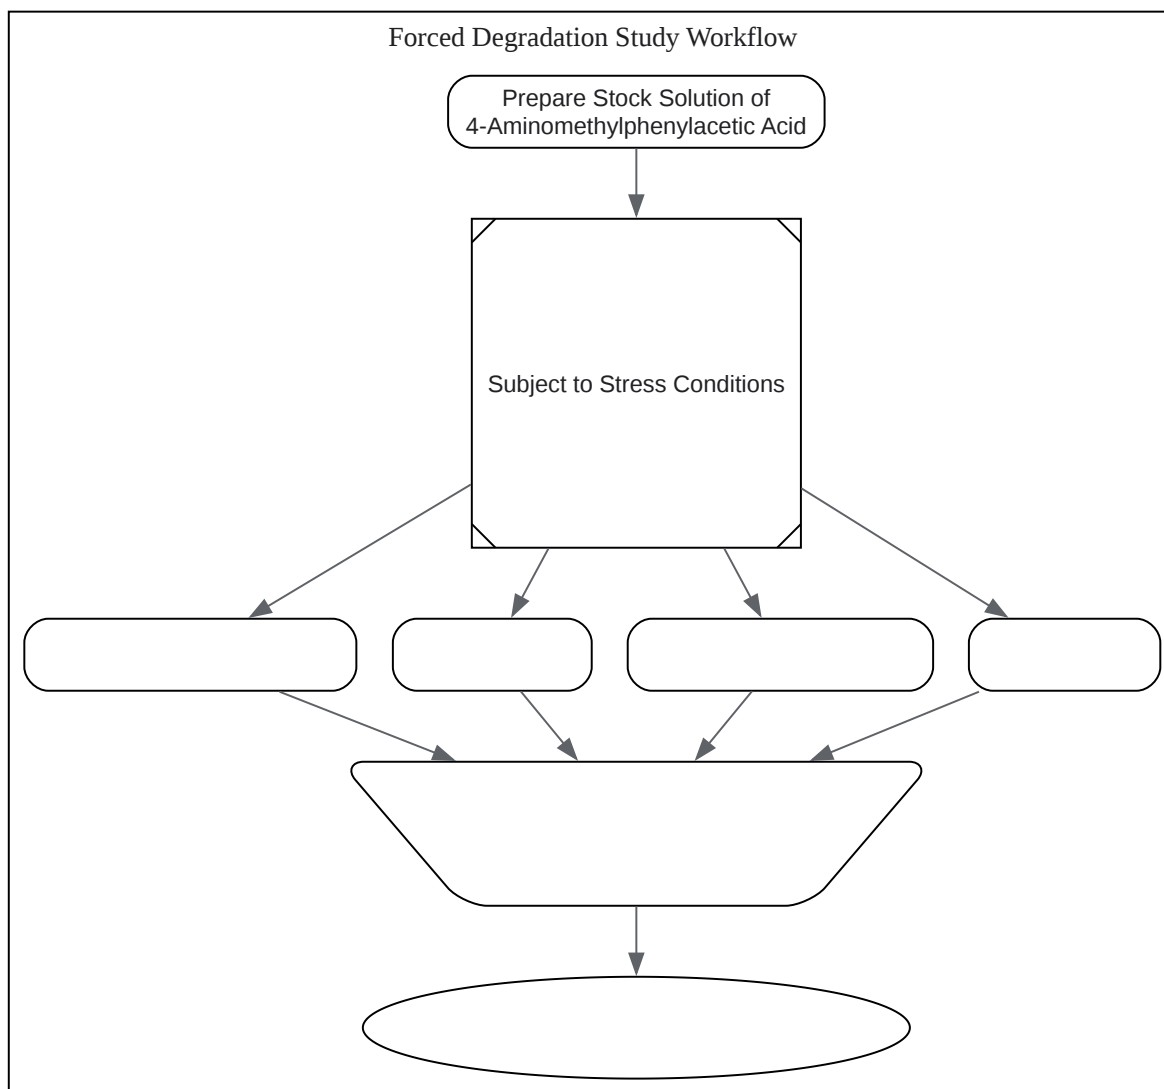 Forced Degradation Study Workflow
Prepare Stock Solution of
4-Aminomethylphenylacetic Acid
Subject to Stress Conditions